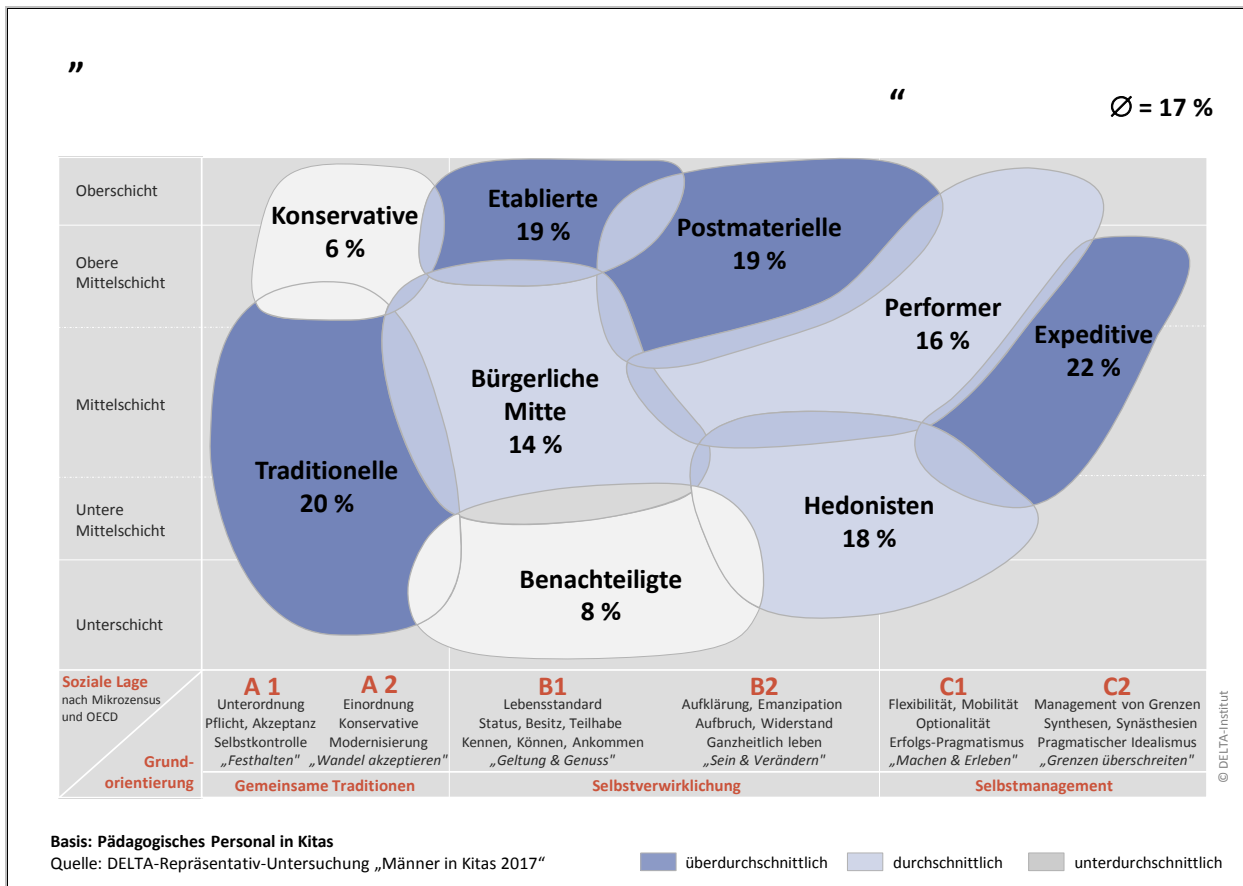 ”
“
Ø = 17 %
Oberschicht
Obere
Mittelschicht
Mittelschicht
Untere
Mittelschicht
Unterschicht
Konservative
6 %
Etablierte
19 %
Postmaterielle
19 %
Performer
16 %
Expeditive
22 %
Bürgerliche
Mitte
14 %
Traditionelle
20 %
Hedonisten
18 %
Benachteiligte
8 %
Soziale Lage
nach Mikrozensus
und OECD
Grund-
orientierung
A 1
Unterordnung
Pflicht, Akzeptanz
Selbstkontrolle
„Festhalten"
A 2
Einordnung
Konservative
Modernisierung
„Wandel akzeptieren"
B1
Lebensstandard
Status, Besitz, Teilhabe
Kennen, Können, Ankommen
„Geltung & Genuss"
B2
Aufklärung, Emanzipation
Aufbruch, Widerstand
Ganzheitlich leben
„Sein & Verändern"
C1
Flexibilität, Mobilität
Optionalität
Erfolgs-Pragmatismus
„Machen & Erleben"
C2
Management von Grenzen
Synthesen, Synästhesien
Pragmatischer Idealismus
„Grenzen überschreiten"
Gemeinsame Traditionen
Selbstverwirklichung
Selbstmanagement
© DELTA-Institut
Basis: Pädagogisches Personal in Kitas
Quelle: DELTA-Repräsentativ-Untersuchung „Männer in Kitas 2017“
überdurchschnittlich
durchschnittlich
unterdurchschnittlich